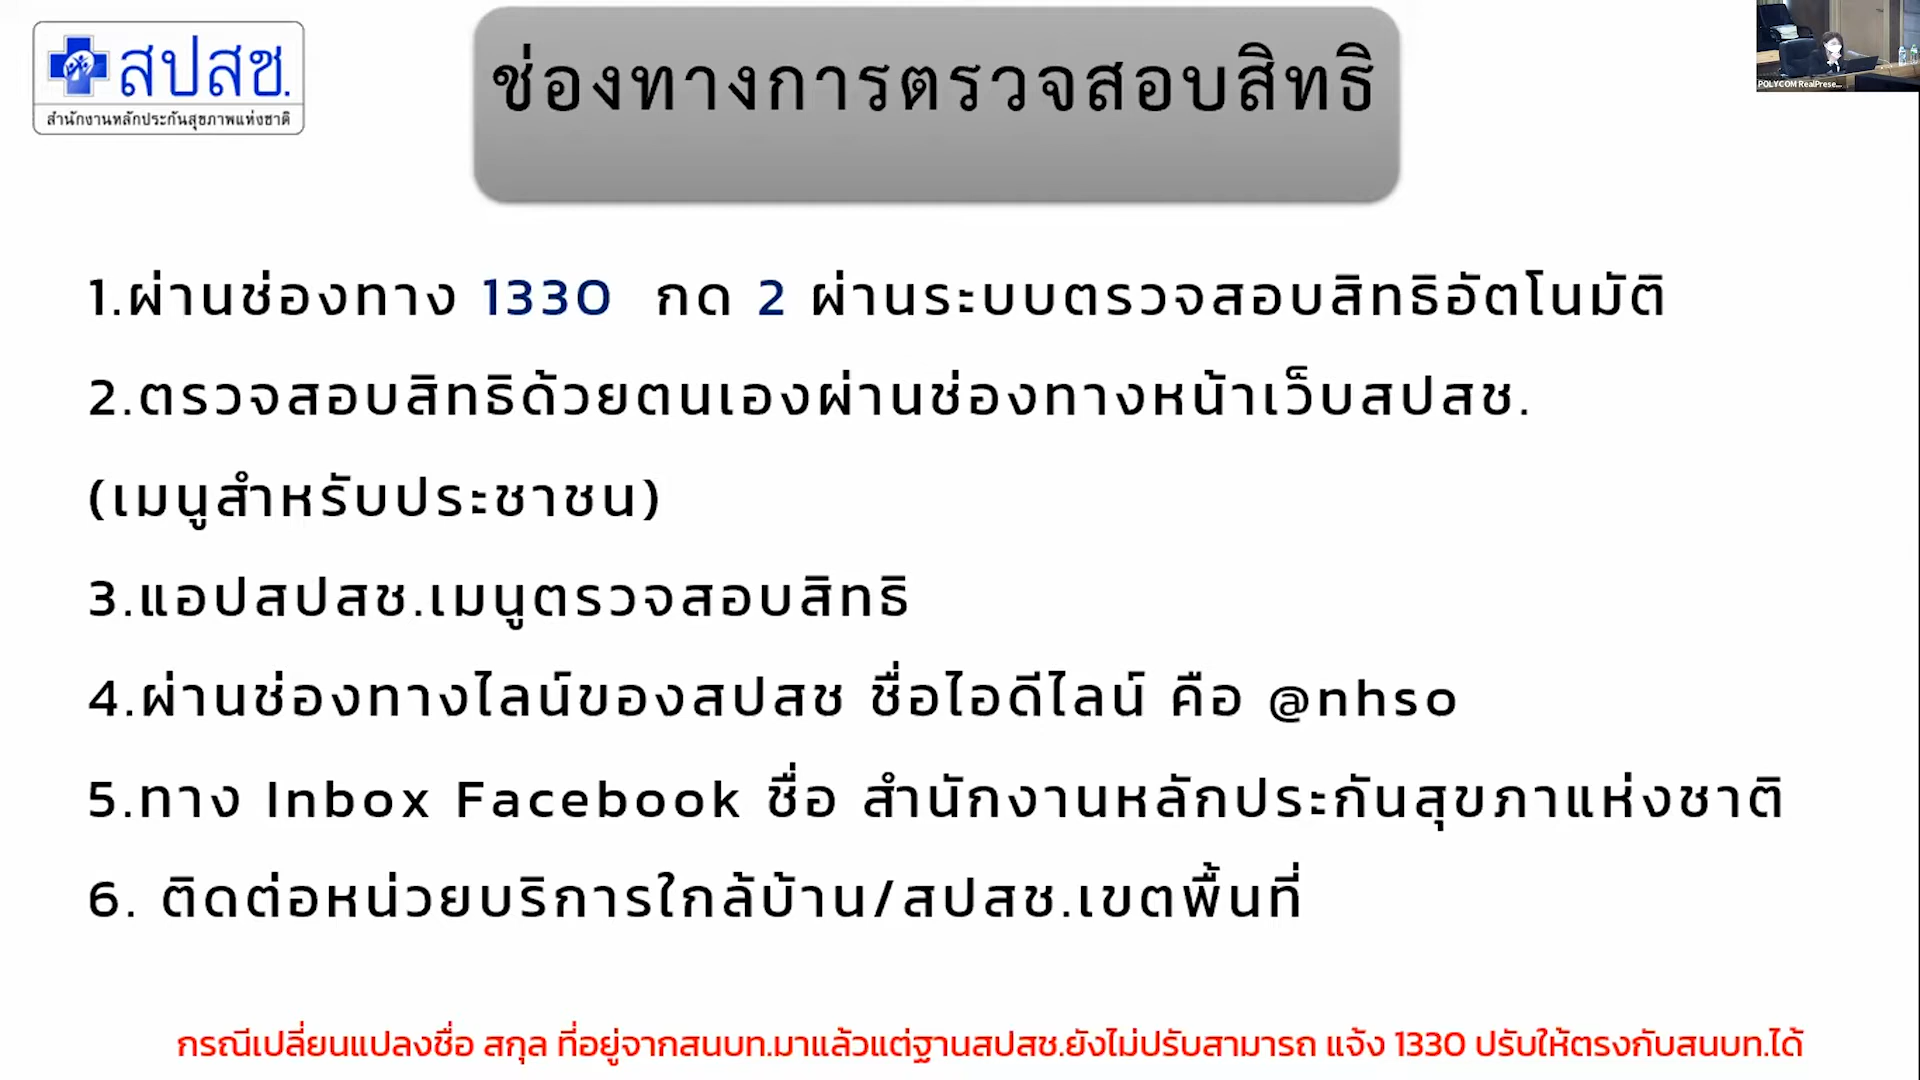 สปสช.
สำนักงานหลักประกันสุขภาพแห่งชาติ
ช่องทางการตรวจสอบสิทธิ
POLYCOM RealPrese...
1.ผ่านช่องทาง 1330 กด 2 ผ่านระบบตรวจสอบสิทธิอัตโนมัติ
2.ตรวจสอบสิทธิด้วยตนเองผ่านช่องทางหน้าเว็บสปสช.
(เมนูสำหรับประชาชน)
3.แอปสปสช.เมนูตรวจสอบสิทธิ
4.ผ่านช่องทางไลน์ของสปสช ชื่อไอดีไลน์ คือ @nhso
5.ทาง Inbox Facebook ชื่อ สำนักงานหลักประกันสุขภาแห่งชาติ
6. ติดต่อหน่วยบริการใกล้บ้าน/สปสช.เขตพื้นที่
กรณีเปลี่ยนแปลงชื่อ สกุล ที่อยู่จากสนบท.มาแล้วแต่ฐานสปสช.ยังไม่ปรับสามารถ แจ้ง 1330 ปรับให้ตรงกับสนบท.ได้